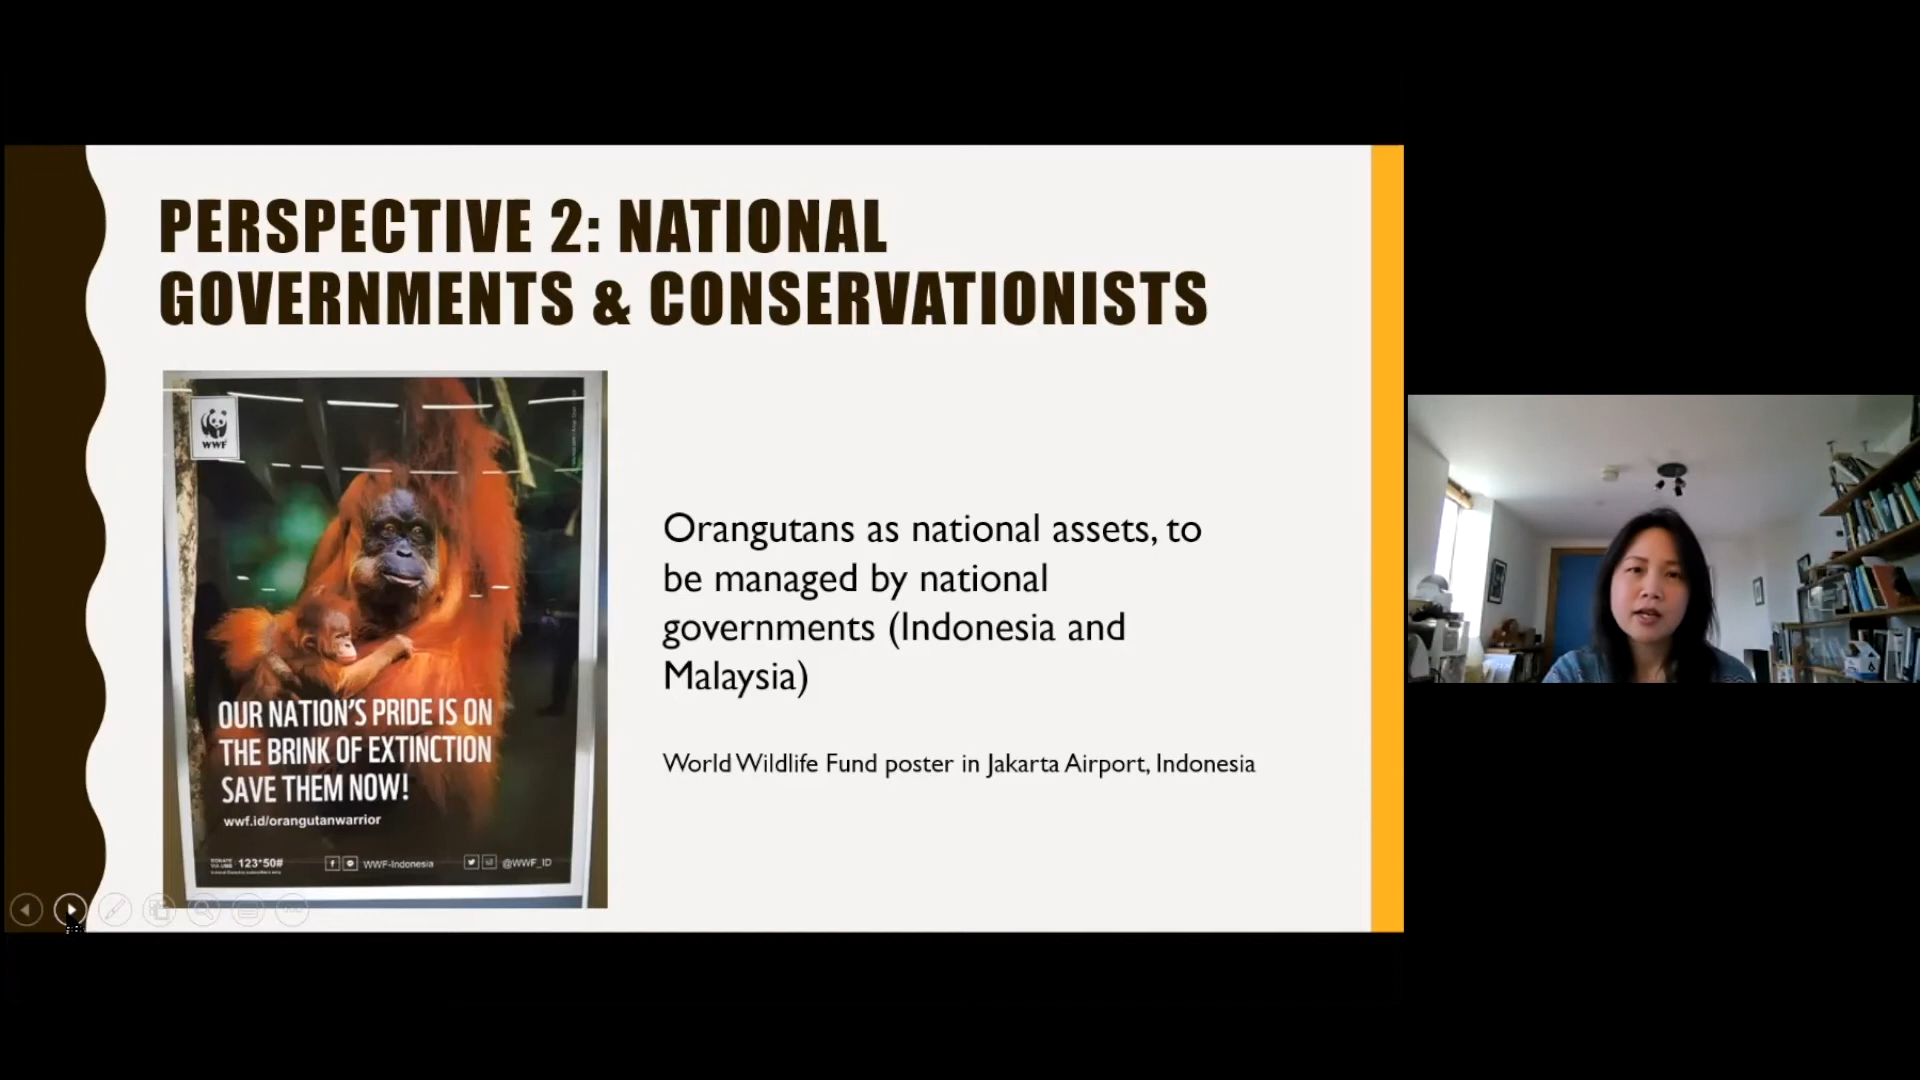 PERSPECTIVE 2: NATIONAL
GOVERNMENTS & CONSERVATIONISTS
WWF
OUR NATION'S PRIDE IS ON
THE BRINK OF EXTINCTION
SAVE THEM NOW!
wwf.id/orangutanwarrior
123*50#
WWF-Indonesia
@WWF_ID
Orangutans as national assets, to
be managed by national
governments (Indonesia and
Malaysia)
World Wildlife Fund poster in Jakarta Airport, Indonesia